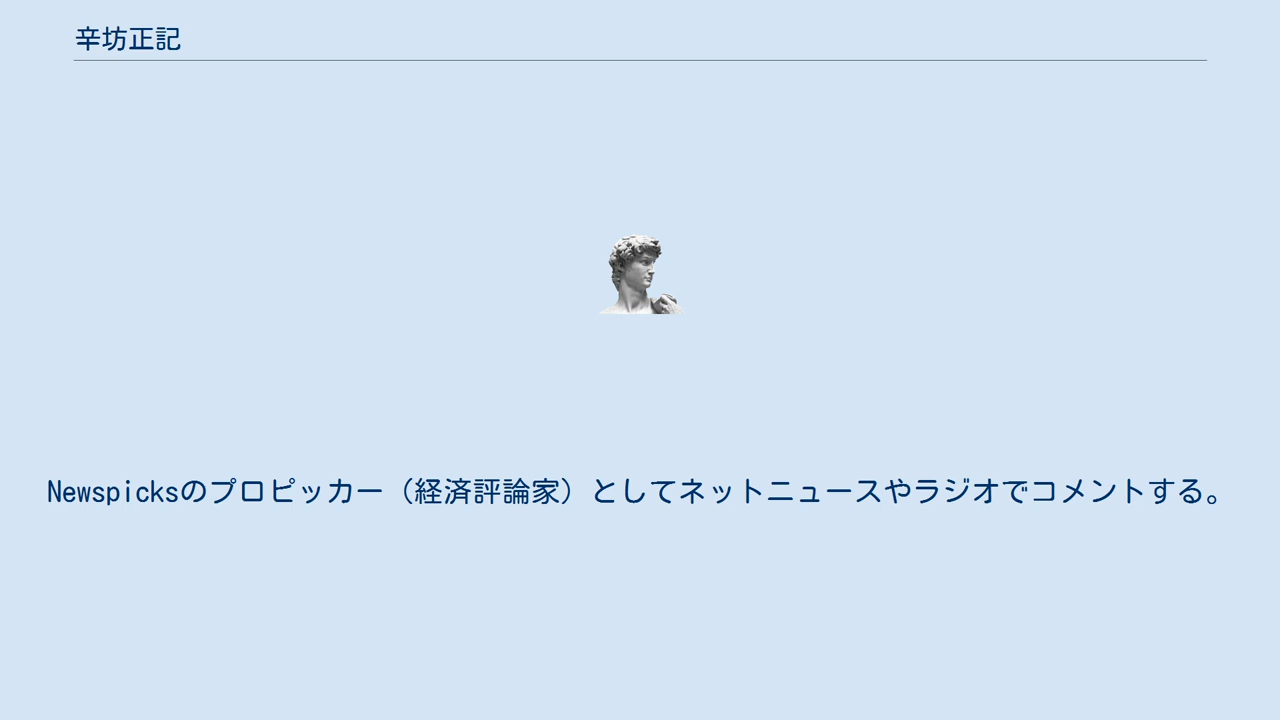 辛坊正記
Newspicksのプロピッカー（経済評論家）としてネットニュースやラジオでコメントする。